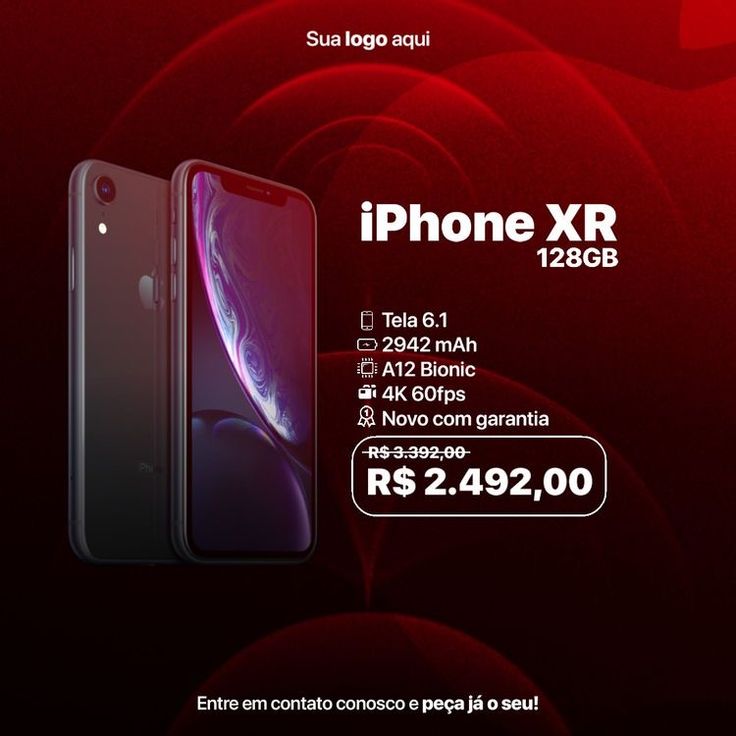 Sua logo aqui
iPhone XR
128GB
Tela 6.1
2942 mAh
A12 Bionic
4K 60fps
Novo com garantia
R$ 3.392,00
R$ 2.492,00
Entre em contato conosco e peça já o seu!